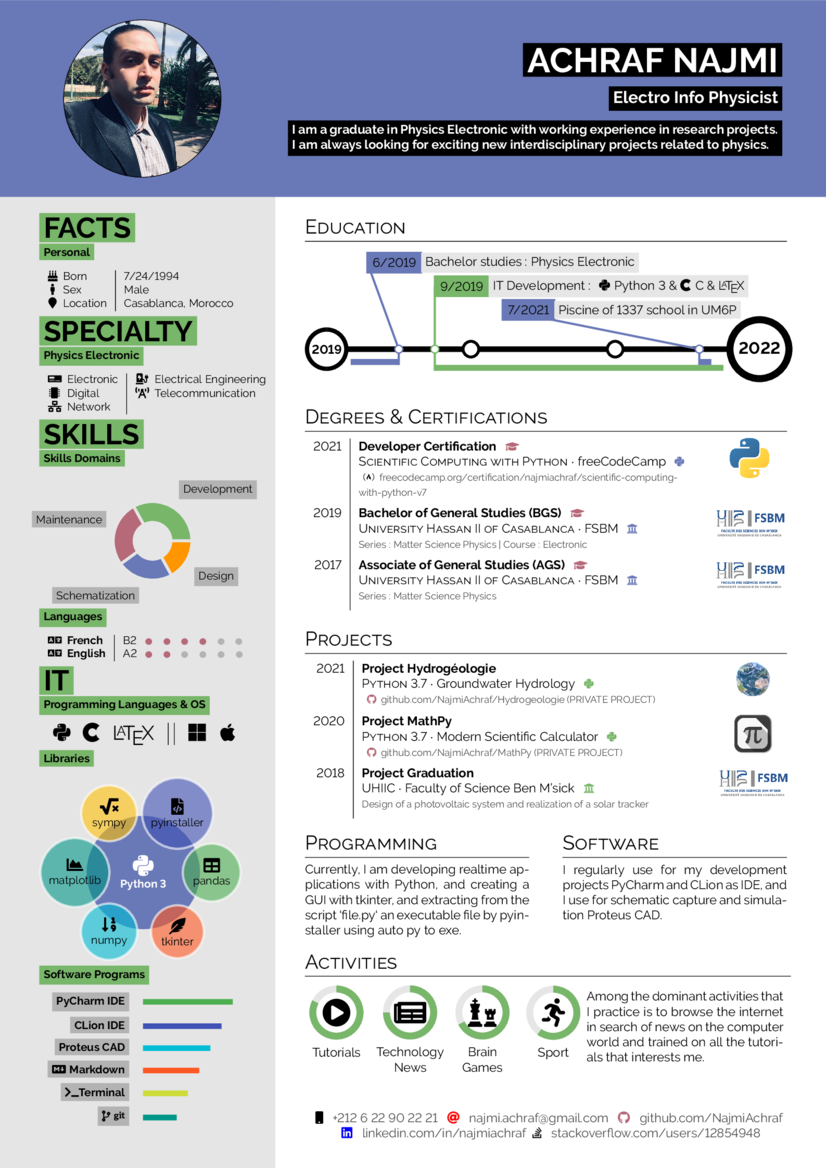 ACHRAF NAJMI
Electro Info Physicist
I am a graduate in Physics Electronic with working experience in research projects.
I am always looking for exciting new interdisciplinary projects related to physics.
FACTS
Personal
Born 7/24/1994
Sex Male
Location Casablanca, Morocco
SPECIALTY
Physics Electronic
Electronic Electrical Engineering
Digital Telecommunication
Network
SKILLS
Skills Domains
Development
Maintenance
Design
Schematization
Languages
French B2
English A2
IT
Programming Languages & OS
LATEX ||
Libraries
sympy pyinstaller
matplotlib Python 3 pandas
numpy tkinter
Software Programs
PyCharm IDE
CLion IDE
Proteus CAD
Markdown
>_Terminal
git
EDUCATION
6/2019 Bachelor studies : Physics Electronic
9/2019 IT Development : Python 3 & C & LATEX
7/2021 Piscine of 1337 school in UM6P
2019 2022
DEGREES & CERTIFICATIONS
2021 Developer Certification
SCIENTIFIC COMPUTING WITH PYTHON · freeCodeCamp
(A) freecodecamp.org/certification/najmiachraf/scientific-computing-
with-python-v7
2019 Bachelor of General Studies (BGS)
UNIVERSITY HASSAN II OF CASABLANCA · FSBM
Series : Matter Science Physics | Course : Electronic
FSBM
2017 Associate of General Studies (AGS)
UNIVERSITY HASSAN II OF CASABLANCA · FSBM
Series : Matter Science Physics
FSBM
PROJECTS
2021 Project Hydrogéologie
PYTHON 3.7 · Groundwater Hydrology
github.com/NajmiAchraf/Hydrogeologie (PRIVATE PROJECT)
2020 Project MathPy
PYTHON 3.7 · Modern Scientific Calculator
github.com/NajmiAchraf/MathPy (PRIVATE PROJECT)
π
2018 Project Graduation
UHIIC · Faculty of Science Ben M'sick
Design of a photovoltaic system and realization of a solar tracker
FSBM
PROGRAMMING
Currently, I am developing realtime ap-
plications with Python, and creating a
GUI with tkinter, and extracting from the
script 'file.py' an executable file by pyin-
staller using auto py to exe.
SOFTWARE
I regularly use for my development
projects PyCharm and CLion as IDE, and
I use for schematic capture and simula-
tion Proteus CAD.
ACTIVITIES
Tutorials
Technology
News
Brain
Games
Sport
Among the dominant activities that
I practice is to browse the internet
in search of news on the computer
world and trained on all the tutori-
als that interests me.
+212 6 22 90 22 21 najmi.achraf@gmail.com github.com/NajmiAchraf
linkedin.com/in/najmiachraf stackoverflow.com/users/12854948